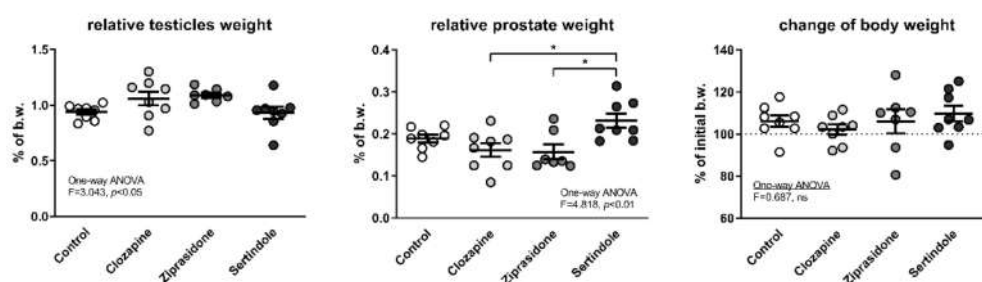 relative testicles weight
% of b.w.
1.5
1.0
0.5
0.0
One-way ANOVA
F=3.043, p<0.05
Control
Clozapine
Ziprasidone
Sertindole
relative prostate weight
% of b.w.
0.4
0.3
0.2
0.1
0.0
*
*
One-way ANOVA
F=4.818, p<0.01
Control
Clozapine
Ziprasidone
Sertindole
change of body weight
% of initial b.w.
140
120
100
80
60
One-way ANOVA
F=0.687, ns
Control
Clozapine
Ziprasidone
Sertindole